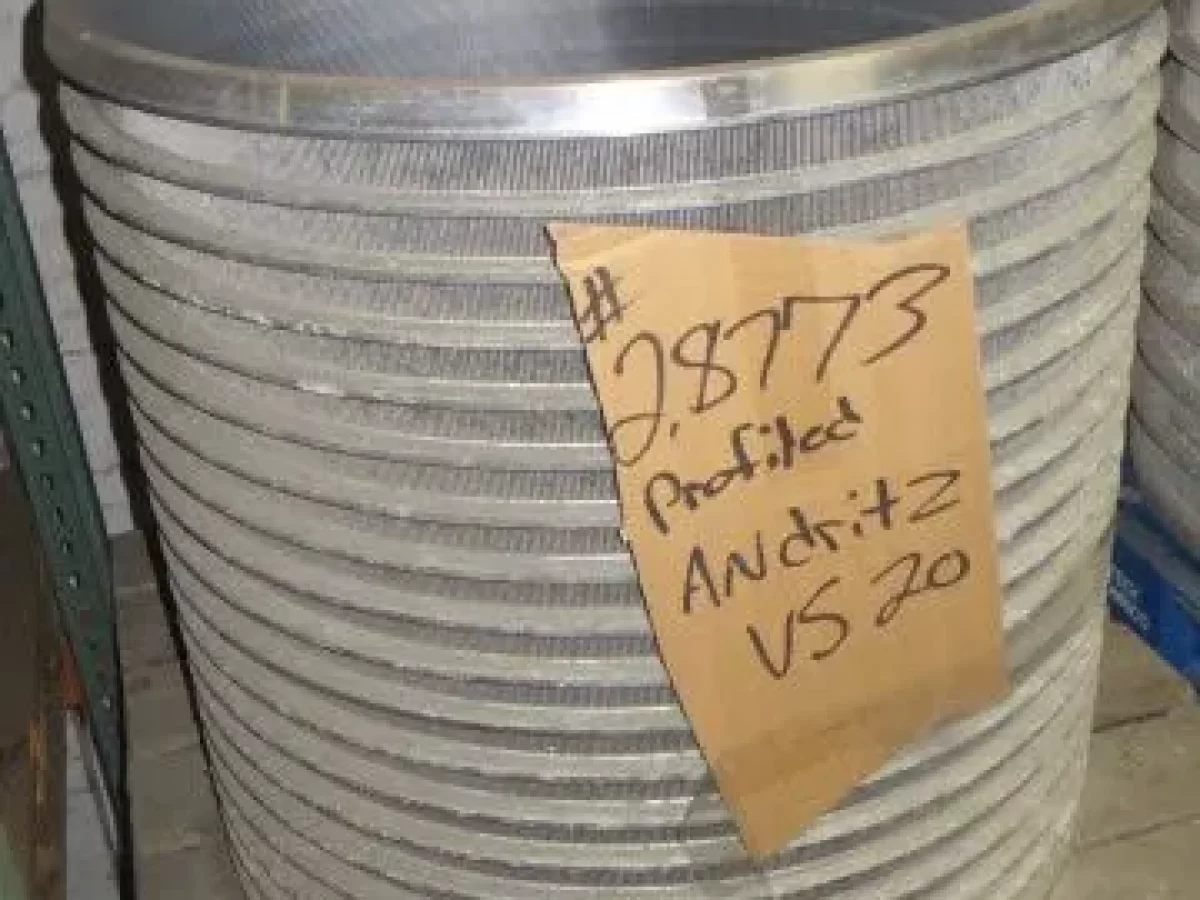 #
28773
Profiled
ANdritz
VS 20